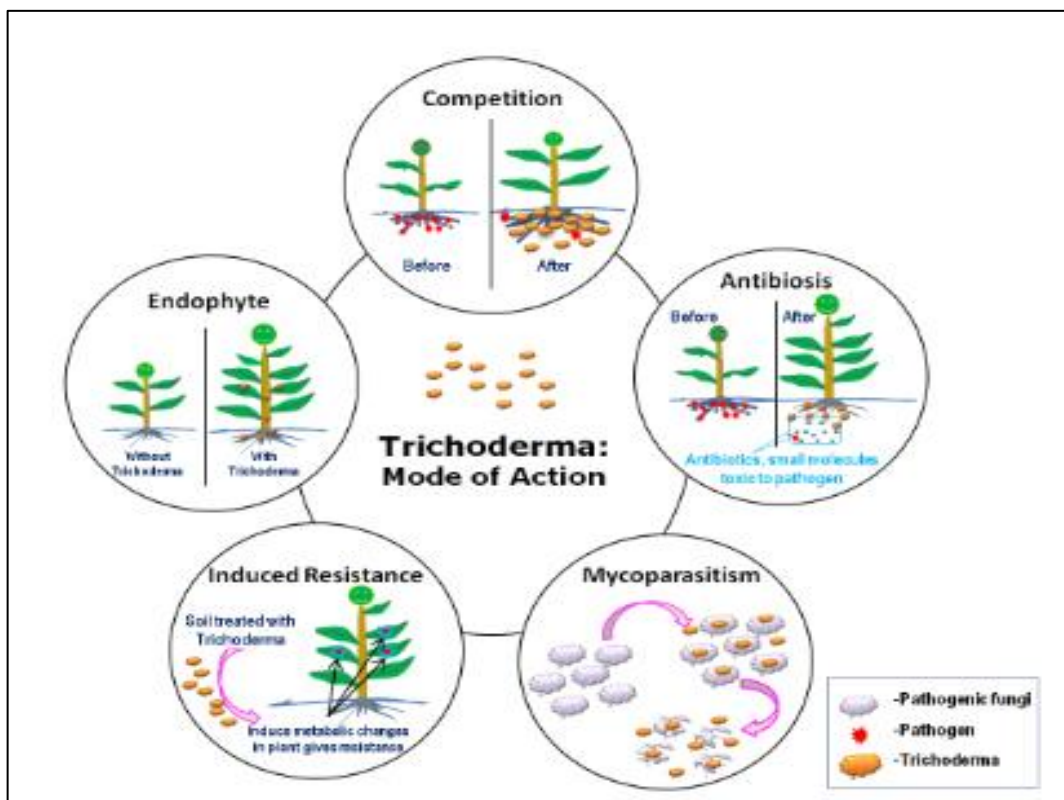 Competition
Before
After
Antibiosis
Before
After
Antibiotics, small molecules
toxic to pathogen
Endophyte
Without
Trichoderma
With
Trichoderma
Trichoderma:
Mode of Action
Induced Resistance
Soil treated with
Trichoderma
Induce metabolic changes
in plant gives resistance
Mycoparasitism
-Pathogenic fungi
-Pathogen
-Trichoderma